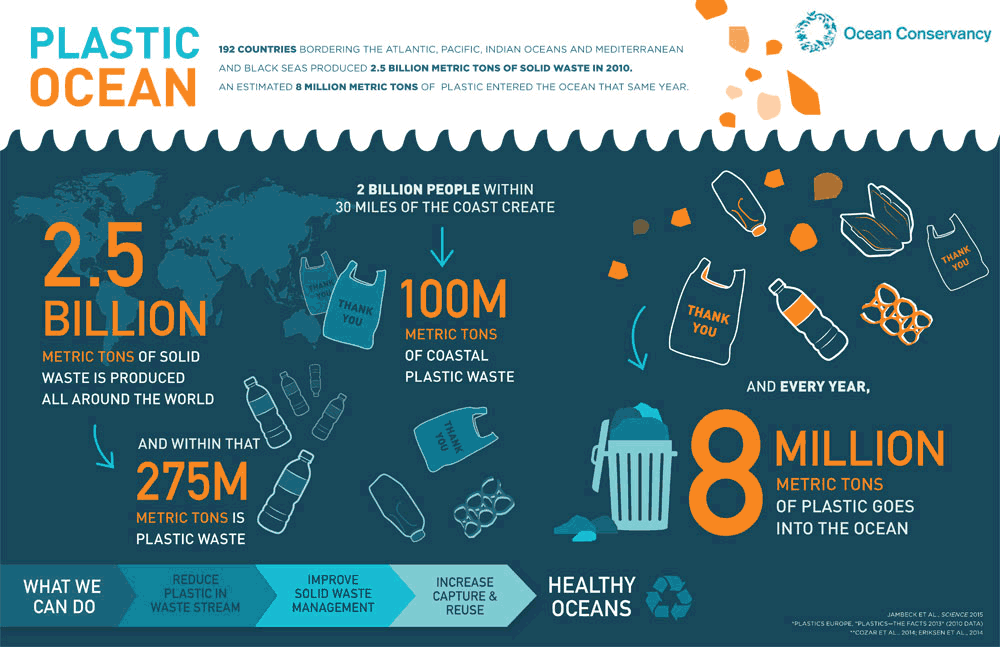 PLASTIC
OCEAN
192 COUNTRIES BORDERING THE ATLANTIC, PACIFIC, INDIAN OCEANS AND MEDITERRANEAN
AND BLACK SEAS PRODUCED 2.5 BILLION METRIC TONS OF SOLID WASTE IN 2010.
AN ESTIMATED 8 MILLION METRIC TONS OF PLASTIC ENTERED THE OCEAN THAT SAME YEAR.
Ocean Conservancy
2.5
BILLION
METRIC TONS OF SOLID
WASTE IS PRODUCED
ALL AROUND THE WORLD
AND WITHIN THAT
275M
METRIC TONS IS
PLASTIC WASTE
2 BILLION PEOPLE WITHIN
30 MILES OF THE COAST CREATE
THANK
YOU
THANK
YOU
100M
METRIC TONS
OF COASTAL
PLASTIC WASTE
THANK
YOU
THANK
YOU
THANK
YOU
AND EVERY YEAR,
8
MILLION
METRIC TONS
OF PLASTIC GOES
INTO THE OCEAN
WHAT WE
CAN DO
REDUCE
PLASTIC IN
WASTE STREAM
IMPROVE
SOLID WASTE
MANAGEMENT
INCREASE
CAPTURE &
REUSE
HEALTHY
OCEANS
JAMBECK ET AL., SCIENCE 2015
*PLASTICS EUROPE, "PLASTICS—THE FACTS 2013" (2010 DATA)
**COZAR ET AL., 2014; ERIKSEN ET AL., 2014